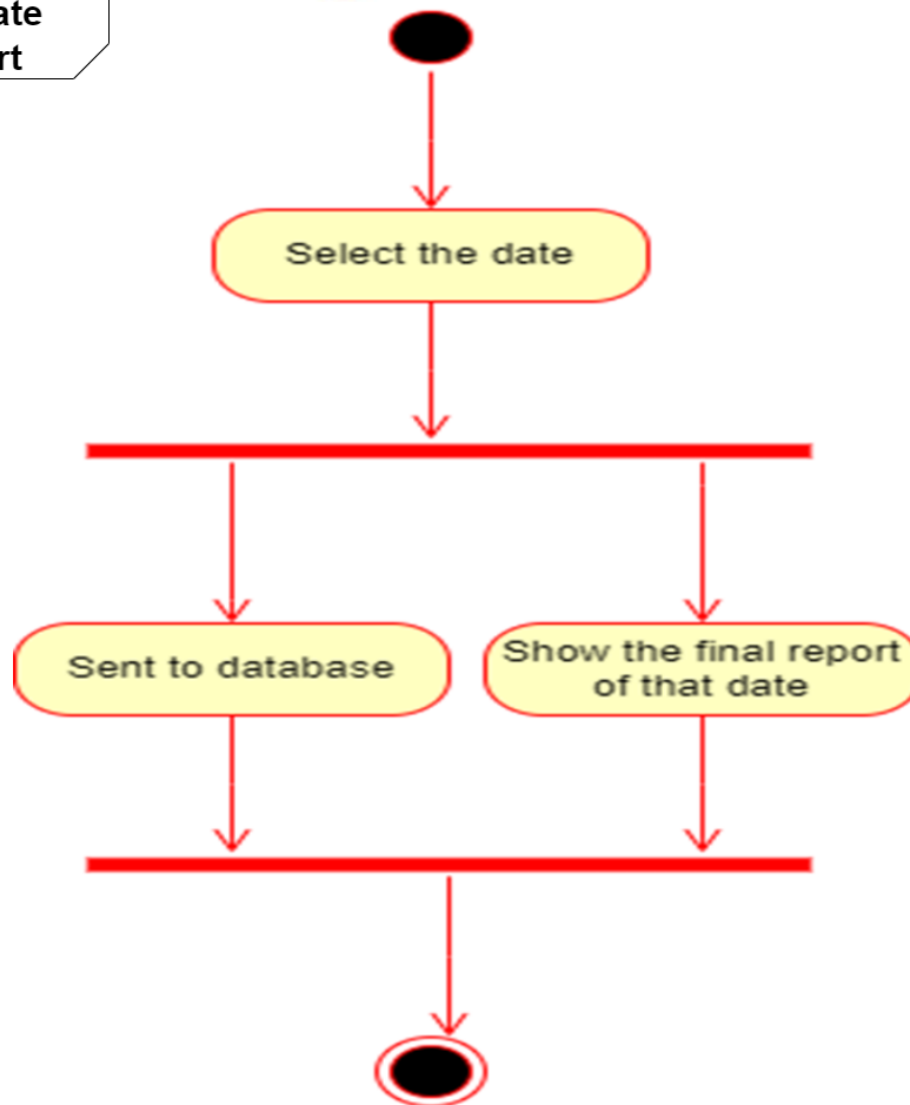 ate
rt
Select the date
Sent to database
Show the final report
of that date